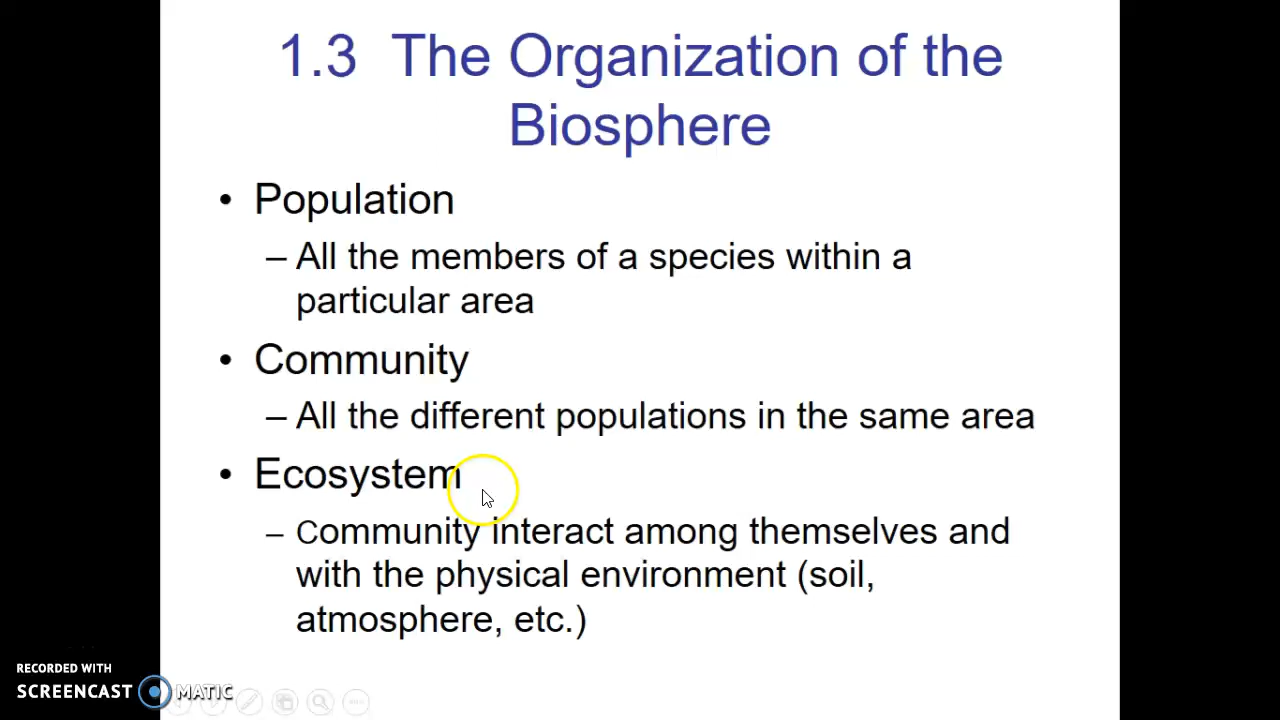 1.3 The Organization of the
Biosphere
• Population
– All the members of a species within a
particular area
• Community
– All the different populations in the same area
• Ecosystem
– Community interact among themselves and
with the physical environment (soil,
atmosphere, etc.)
RECORDED WITH
SCREENCAST MATIC